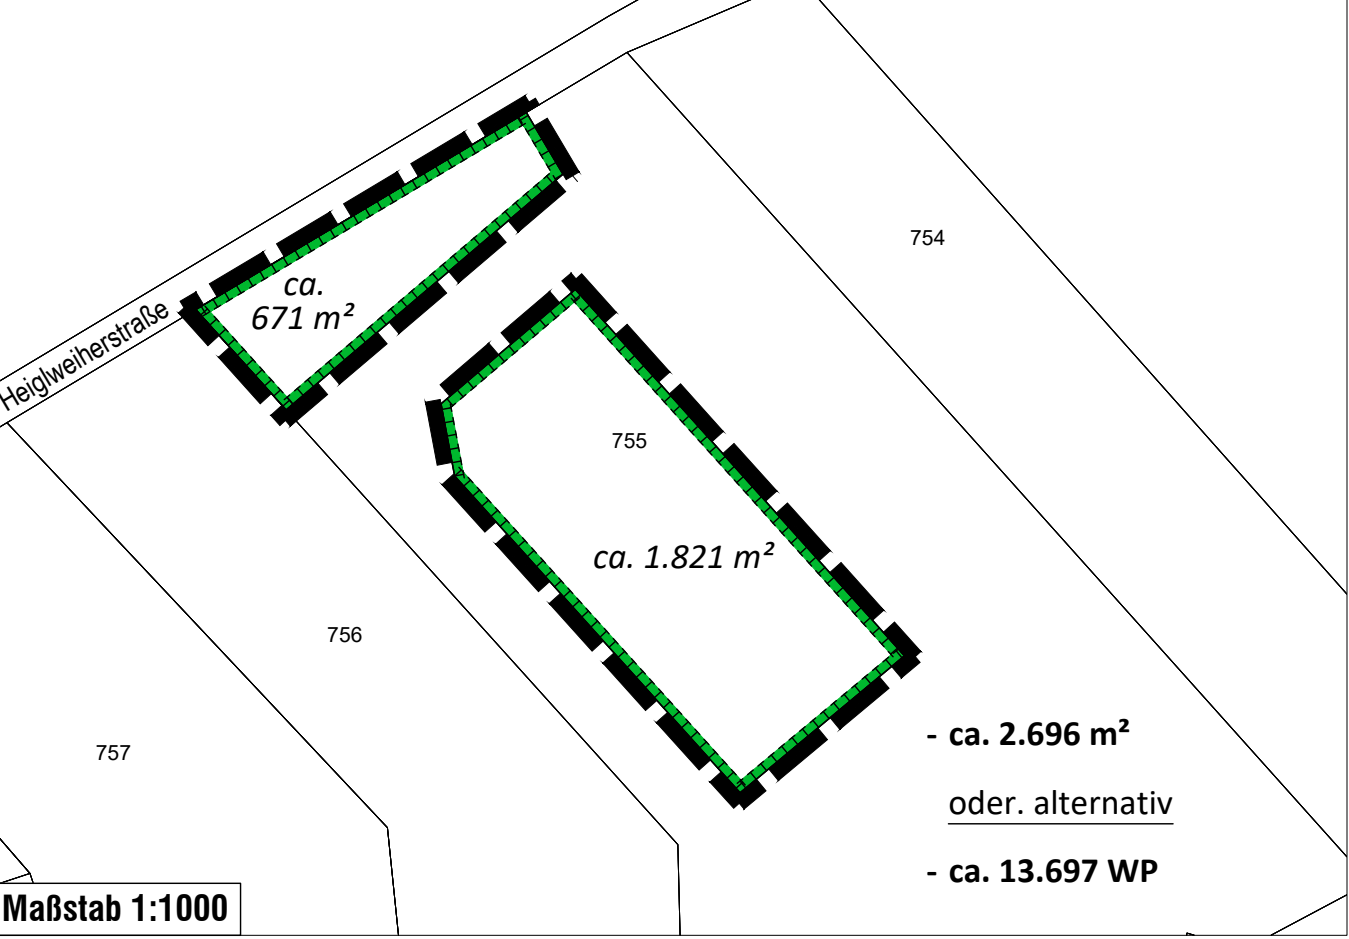 754
ca.
671 m²
Heiglweiherstraße
755
ca. 1.821 m²
756
757
- ca. 2.696 m²
oder. alternativ
- ca. 13.697 WP
Maßstab 1:1000